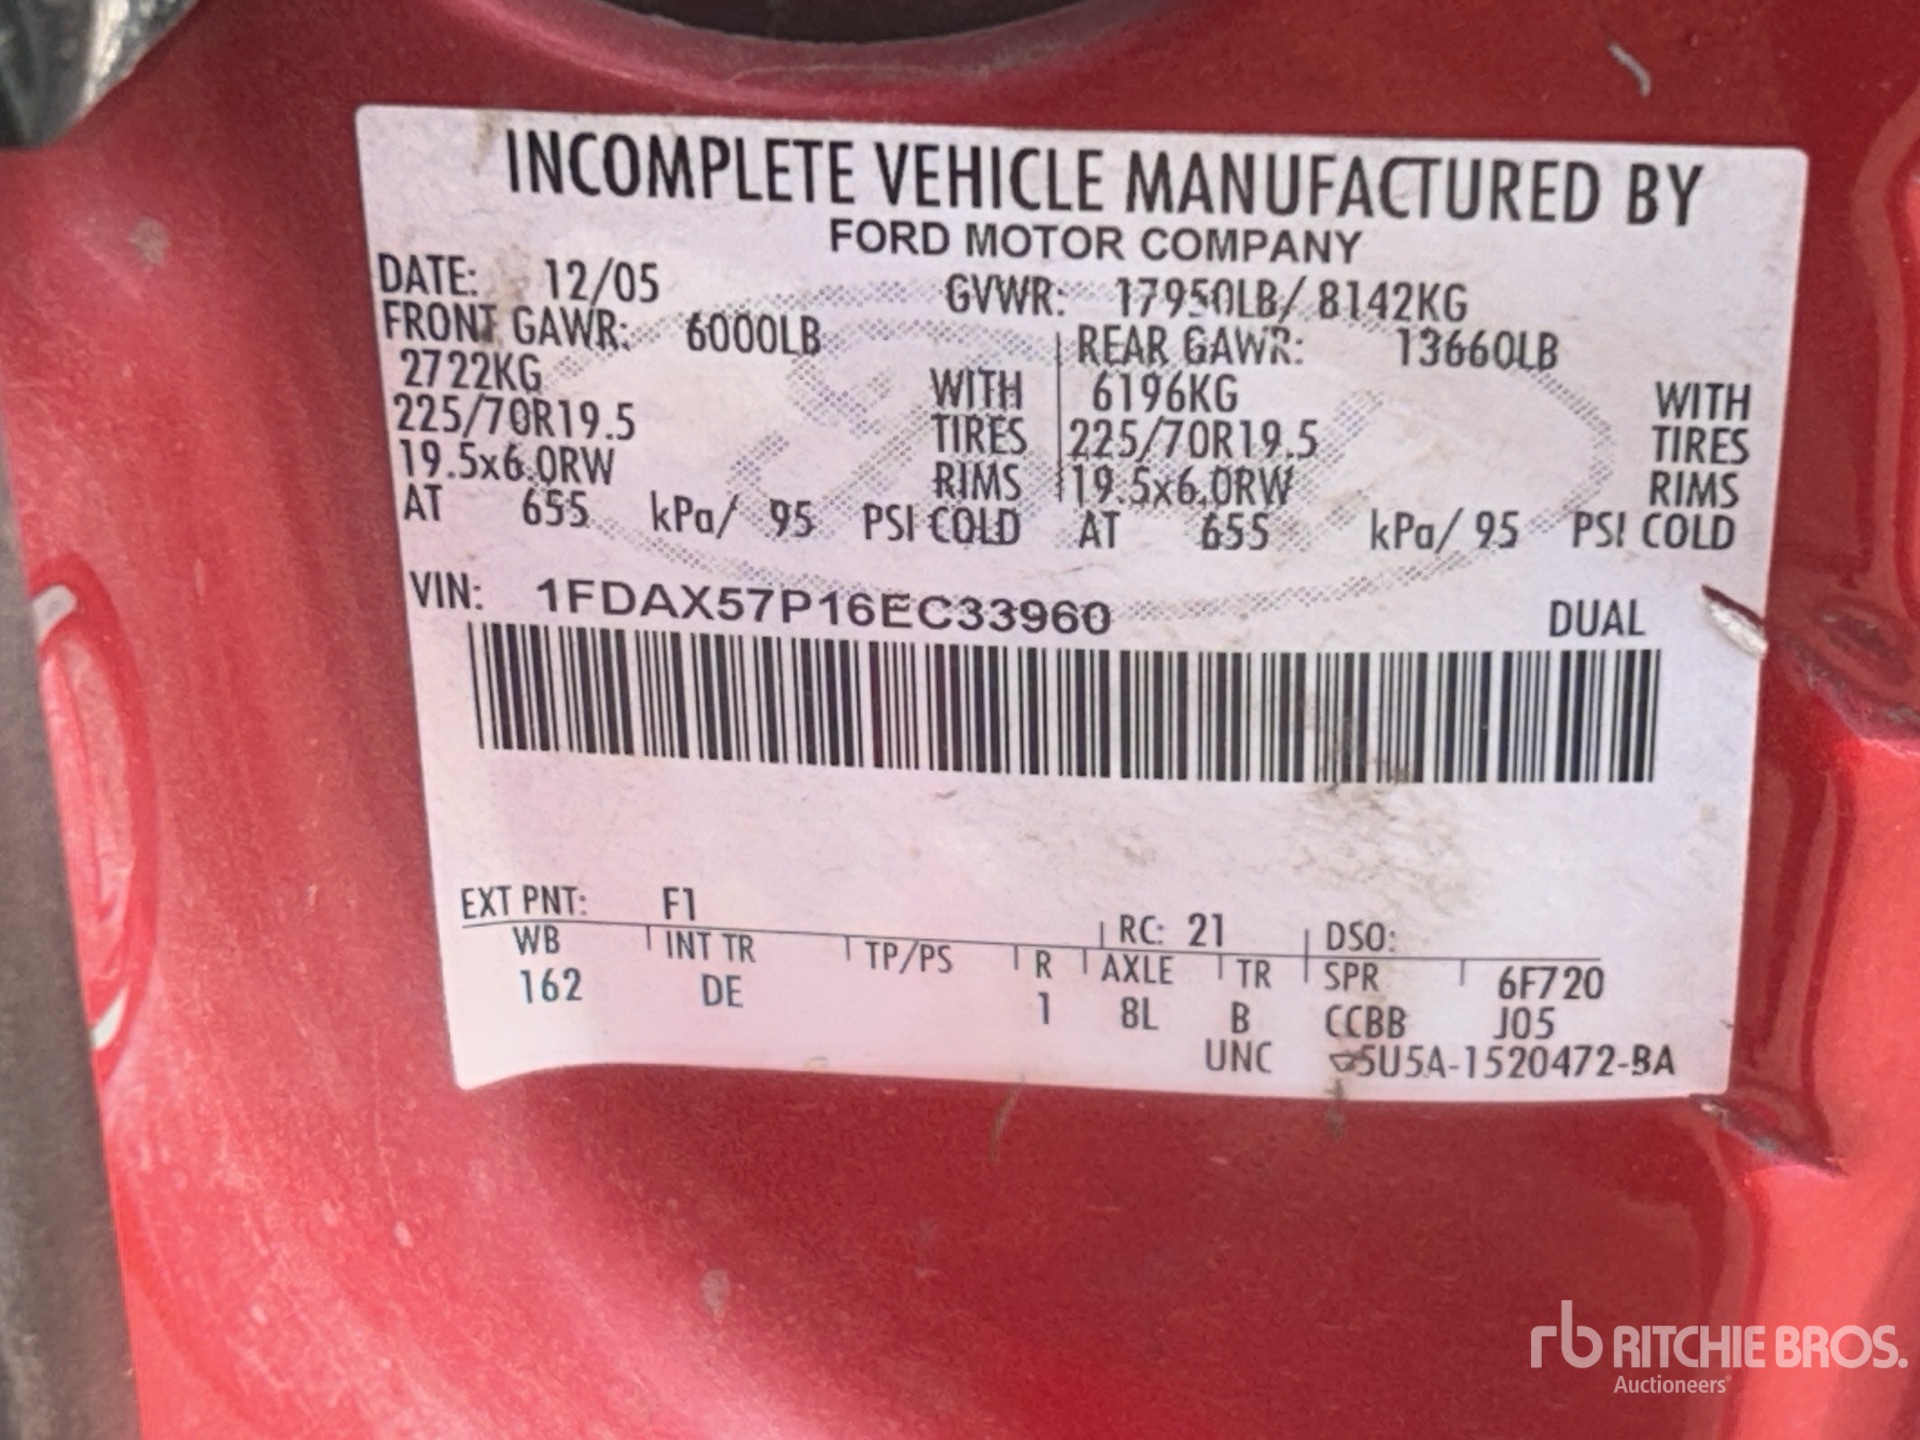 INCOMPLETE VEHICLE MANUFACTURED BY
FORD MOTOR COMPANY
DATE: 12/05 GVWR: 17950LB/ 8142KG
FRONT GAWR: 6000LB REAR GAWR: 13660LB
2722KG WITH 6196KG WITH
225/70R19.5 TIRES 225/70R19.5 TIRES
19.5x6.0RW RIMS 19.5x6.0RW RIMS
AT 655 kPa/ 95 PSI COLD AT 655 kPa/ 95 PSI COLD
VIN: 1FDAX57P16EC33960 DUAL
EXT PNT: F1 RC: 21 DSO:
WB INT TR TP/PS R AXLE TR SPR 6F720
162 DE 1 8L B CCBB J05
UNC 5U5A-1520472-BA
rb RITCHIE BROS.
Auctioneers